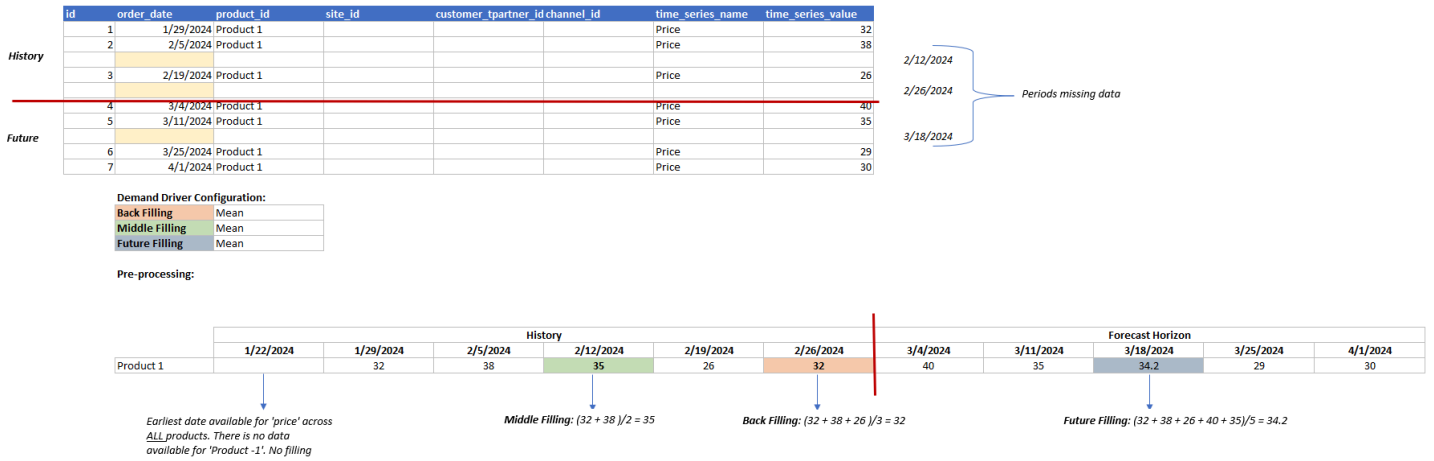 id order_date product_id site_id customer_tpartner_id channel_id time_series_name time_series_value
1 1/29/2024 Product 1 Price 32
2 2/5/2024 Product 1 Price 38
History
2/12/2024
3 2/19/2024 Product 1 Price 26
2/26/2024
Periods missing data
4 3/4/2024 Product 1 Price 40
5 3/11/2024 Product 1 Price 35
Future
3/18/2024
6 3/25/2024 Product 1 Price 29
7 4/1/2024 Product 1 Price 30
Demand Driver Configuration:
Back Filling Mean
Middle Filling Mean
Future Filling Mean
Pre-processing:
History Forecast Horizon
1/22/2024 1/29/2024 2/5/2024 2/12/2024 2/19/2024 2/26/2024 3/4/2024 3/11/2024 3/18/2024 3/25/2024 4/1/2024
Product 1 32 38 35 26 32 40 35 34.2 29 30
Earliest date available for 'price' across
ALL products. There is no data
available for 'Product -1'. No filling
Middle Filling: (32 + 38 )/2 = 35
Back Filling: (32 + 38 + 26 )/3 = 32
Future Filling: (32 + 38 + 26 + 40 + 35)/5 = 34.2